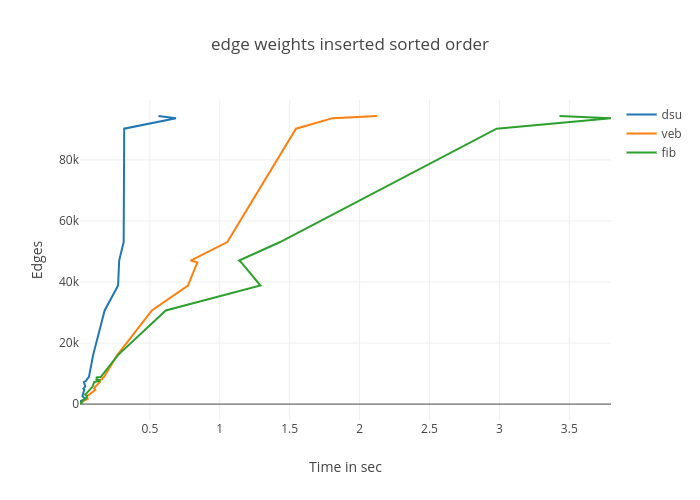 edge weights inserted sorted order
dsu
veb
fib
Edges
80k
60k
40k
20k
0
0.5
1
1.5
2
2.5
3
3.5
Time in sec